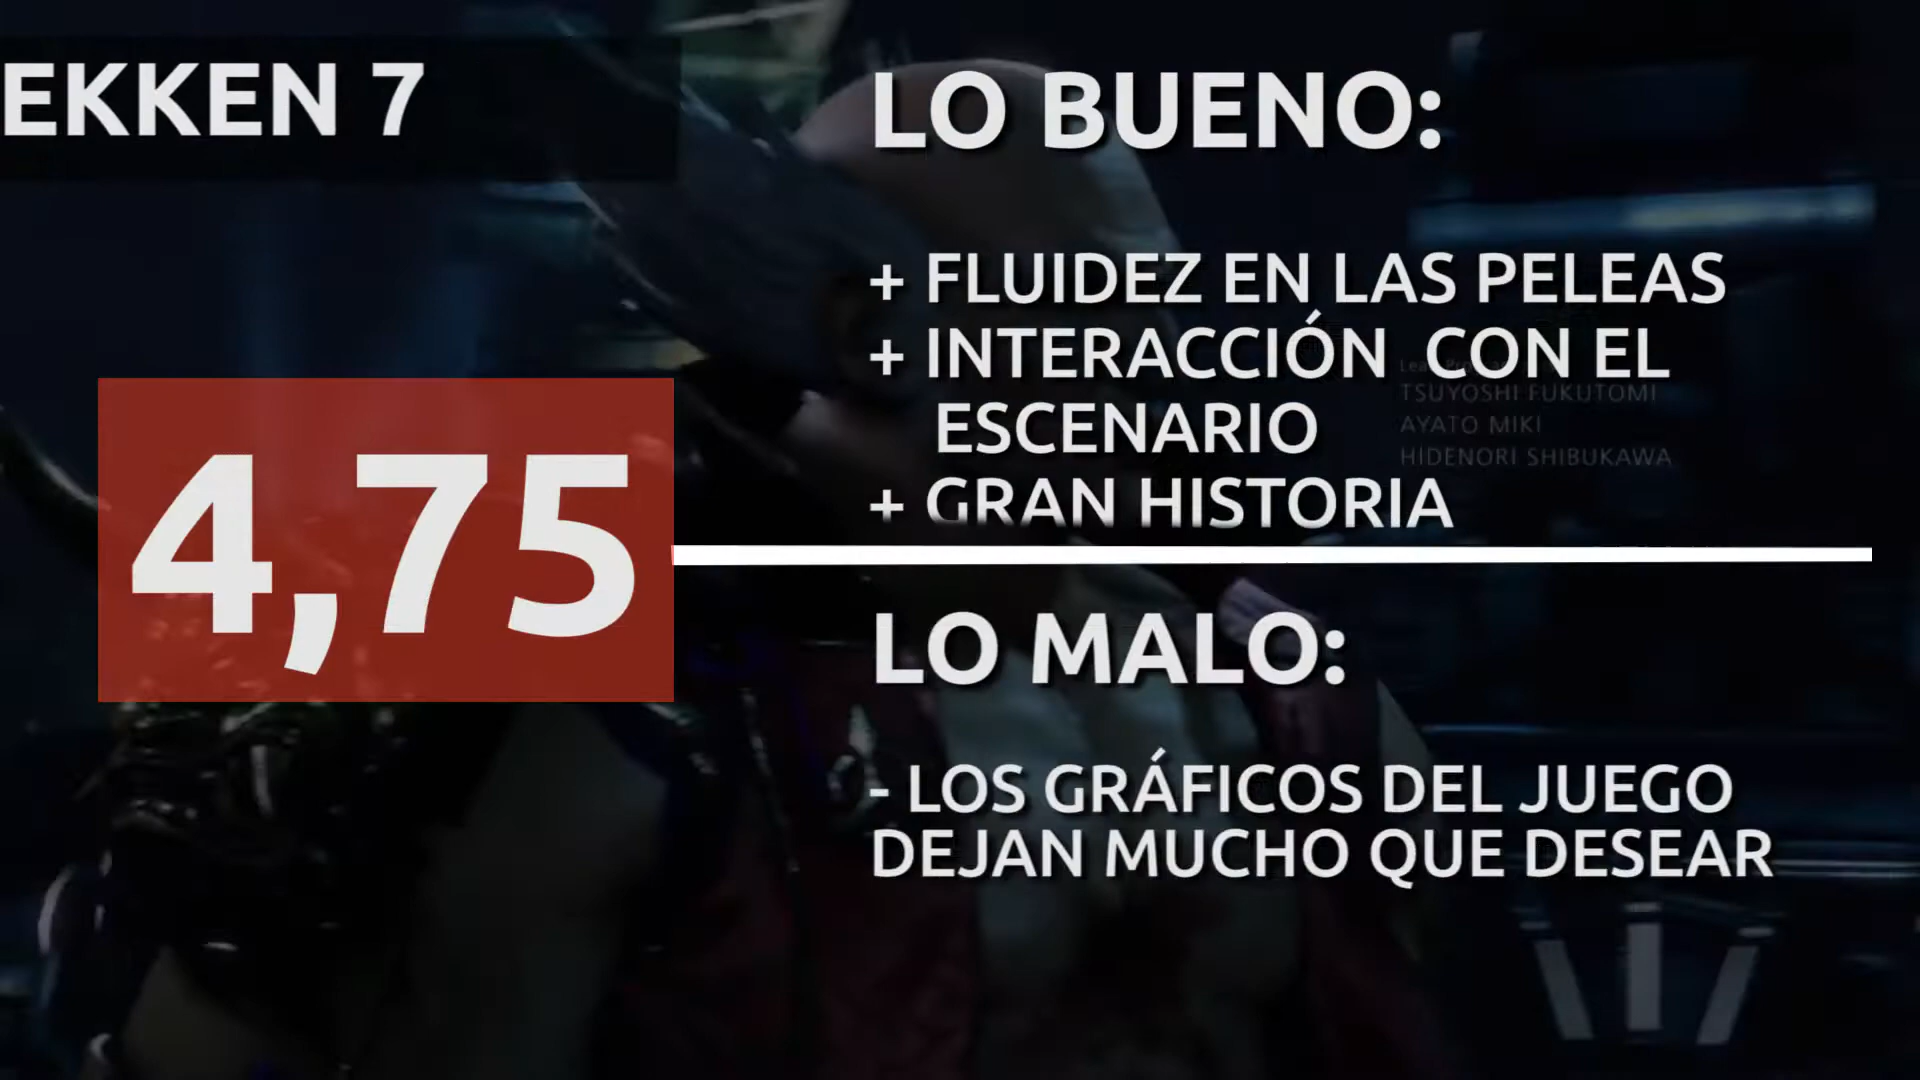 EKKEN 7
4,75
LO BUENO:
+ FLUIDEZ EN LAS PELEAS
+ INTERACCIÓN CON EL
ESCENARIO
+ GRAN HISTORIA
TSUYOSHI FUKUTOMI
AYATO MIKI
HIDENORI SHIBUKAWA
LO MALO:
- LOS GRÁFICOS DEL JUEGO
DEJAN MUCHO QUE DESEAR